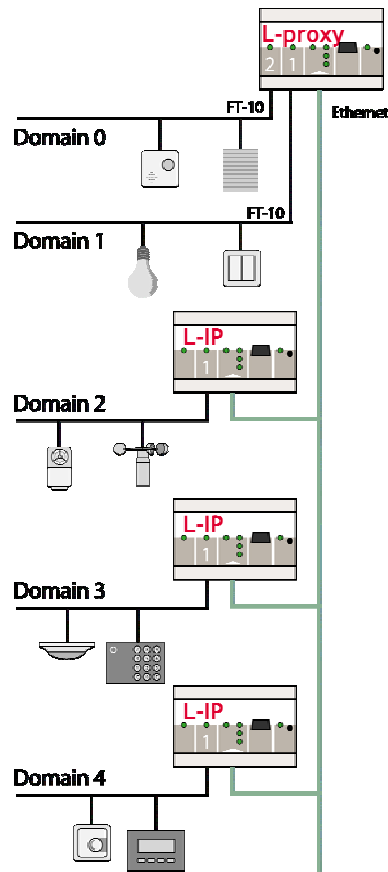 L-proxy
2 1
FT-10
Ethernet
Domain 0
FT-10
Domain 1
L-IP
1
Domain 2
L-IP
1
Domain 3
L-IP
1
Domain 4